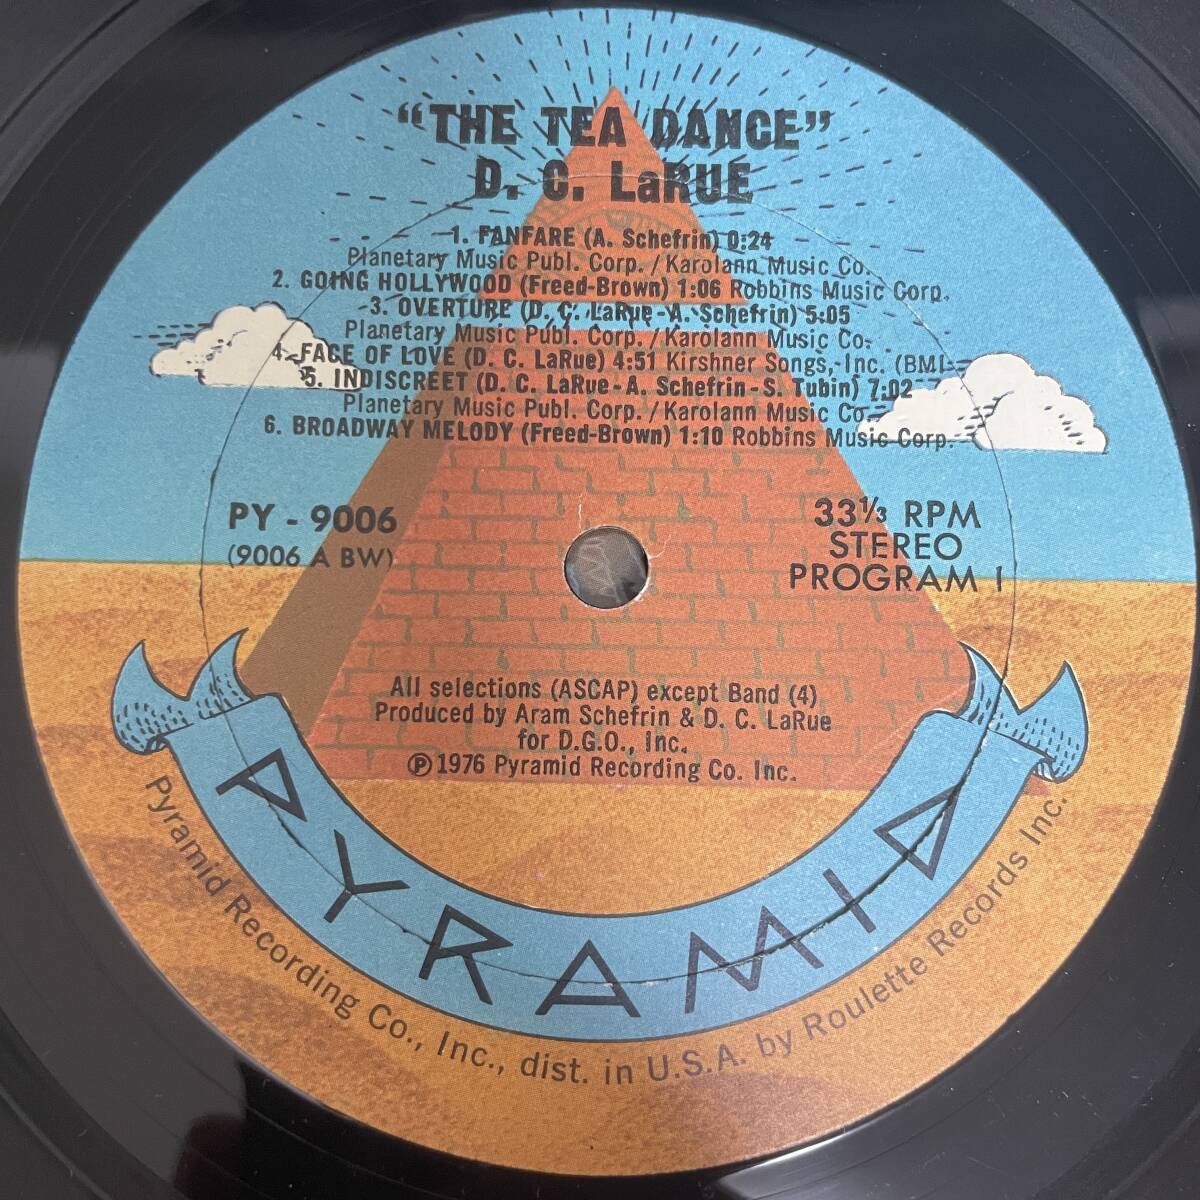 “THE TEA DANCE”
D. C. LaRUE
1. FANFARE (A. Schefrin) 0:24
Planetary Music Publ. Corp. / Karolann Music Co.
2. GOING HOLLYWOOD (Freed-Brown) 1:06 Robbins Music Corp.
3. OVERTURE (D. C. LaRue-A. Schefrin) 5:05
Planetary Music Publ. Corp. / Karolann Music Co.
4. FACE OF LOVE (D. C. LaRue) 4:51 Kirshner Songs, Inc. (BMI
5. INDISCREET (D. C. LaRue-A. Schefrin-S. Tubin) 7:02
Planetary Music Publ. Corp. / Karolann Music Co.
6. BROADWAY MELODY (Freed-Brown) 1:10 Robbins Music Corp.
PY - 9006
(9006 A BW)
33⅓ RPM
STEREO
PROGRAM I
All selections (ASCAP) except Band (4)
Produced by Aram Schefrin & D. C. LaRue
for D.G.O., Inc.
℗ 1976 Pyramid Recording Co. Inc.
PYRAMID
Pyramid Recording Co., Inc., dist. in U.S.A. by Roulette Records Inc.